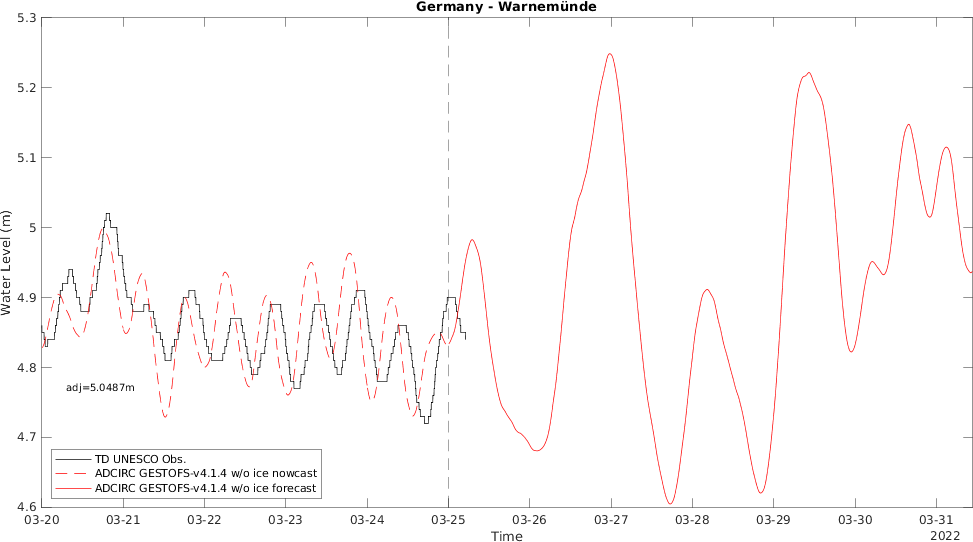 Germany - Warnemünde
Water Level (m)
5.3
5.2
5.1
5
4.9
4.8
4.7
4.6
adj=5.0487m
TD UNESCO Obs.
ADCIRC GESTOFS-v4.1.4 w/o ice nowcast
ADCIRC GESTOFS-v4.1.4 w/o ice forecast
03-20 03-21 03-22 03-23 03-24 03-25 03-26 03-27 03-28 03-29 03-30 03-31
Time
2022